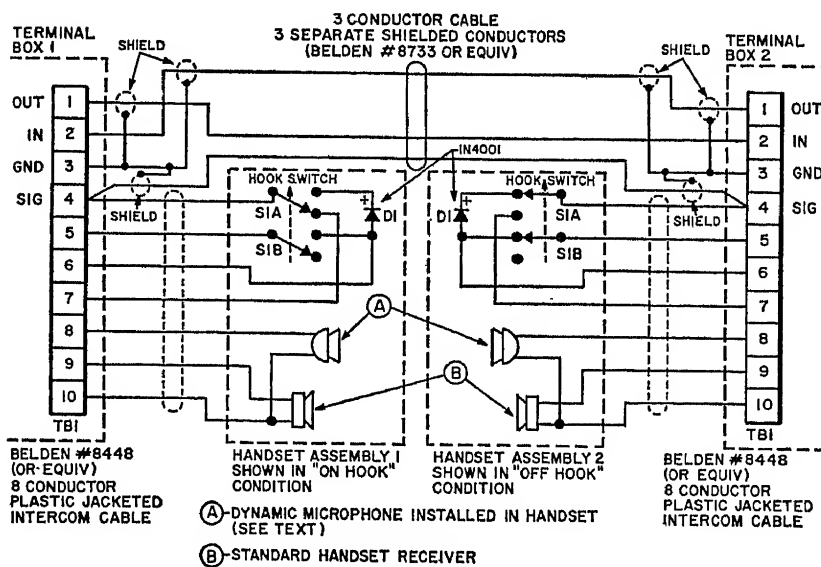 3 CONDUCTOR CABLE
3 SEPARATE SHIELDED CONDUCTORS
(BELDEN #8733 OR EQUIV)
TERMINAL
BOX 1
SHIELD
SHIELD
TERMINAL
BOX 2
OUT 1
IN 2
GND 3
SIG 4
5
6
7
8
9
10
TB1
SHIELD
HOOK SWITCH
S1A
S1B
D1
+
IN4001
HOOK SWITCH
S1A
S1B
D1
+
SHIELD
1 OUT
2 IN
3 GND
4 SIG
5
6
7
8
9
10
TB1
A
B
BELDEN #8448
(OR EQUIV)
8 CONDUCTOR
PLASTIC JACKETED
INTERCOM CABLE
HANDSET ASSEMBLY 1
SHOWN IN "ON HOOK"
CONDITION
HANDSET ASSEMBLY 2
SHOWN IN "OFF HOOK"
CONDITION
BELDEN #8448
(OR EQUIV)
8 CONDUCTOR
PLASTIC JACKETED
INTERCOM CABLE
A-DYNAMIC MICROPHONE INSTALLED IN HANDSET
(SEE TEXT)
B-STANDARD HANDSET RECEIVER